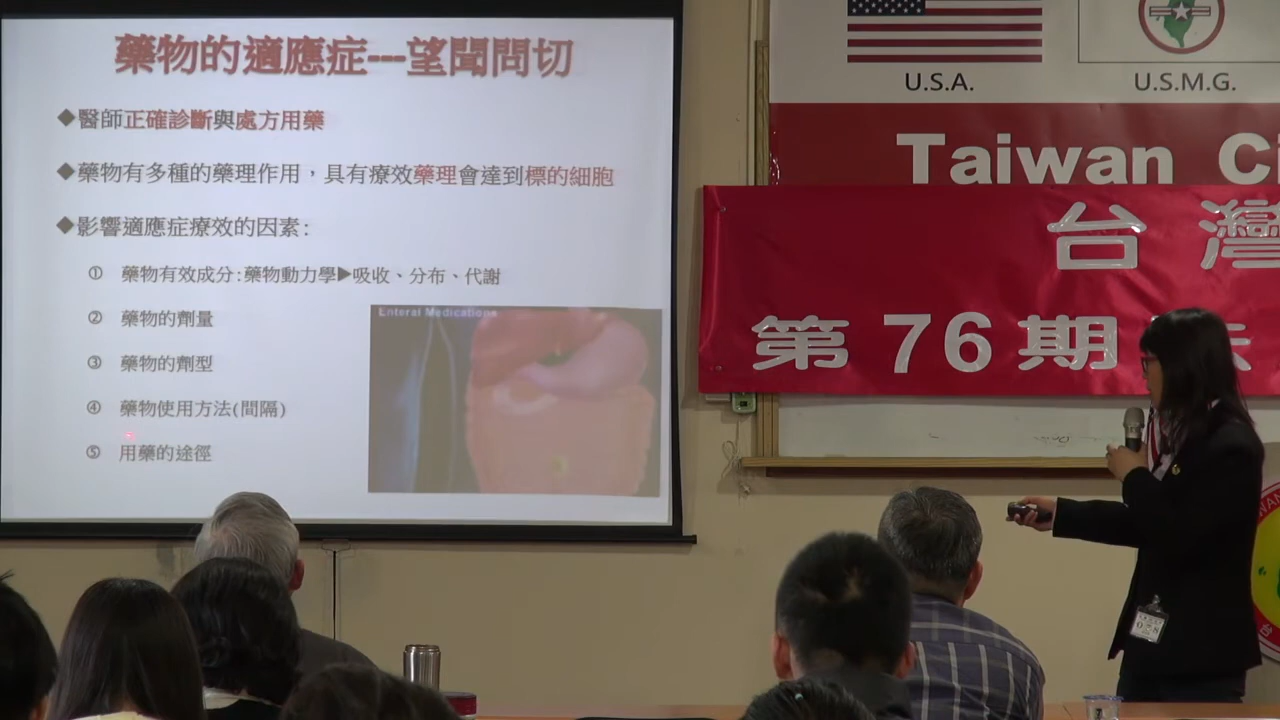 藥物的適應症---望聞問切
◆醫師正確診斷與處方用藥
◆藥物有多種的藥理作用，具有療效藥理會達到標的細胞
◆影響適應症療效的因素:
① 藥物有效成分:藥物動力學▶吸收、分布、代謝
② 藥物的劑量
③ 藥物的劑型
④ 藥物使用方法(間隔)
⑤ 用藥的途徑
Enteral Medications
U.S.A.
U.S.M.G.
Taiwan Ci
台灣
第76期